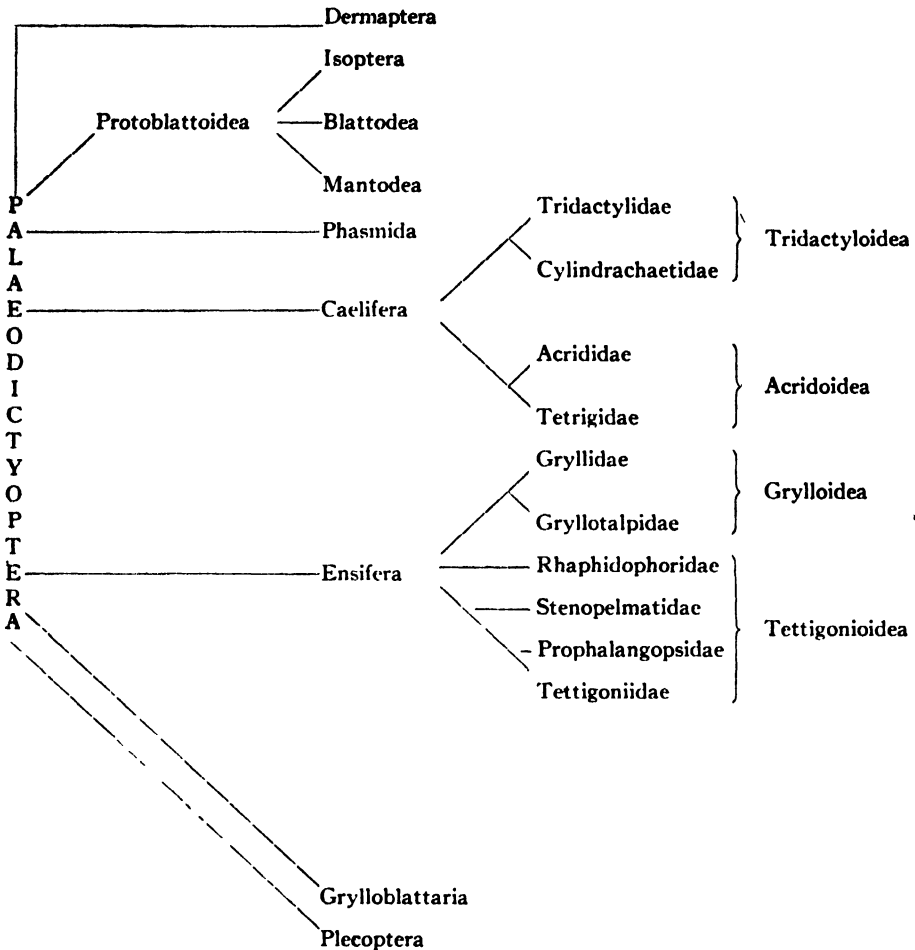 Dermaptera
Isoptera
Protoblattoidea
Blattodea
Mantodea
PALAEODICTYOPTERA
Phasmida
Tridactylidae
Tridactyloidea
Cylindrachaetidae
Caelifera
Acrididae
Acridoidea
Tetrigidae
Gryllidae
Grylloidea
Gryllotalpidae
Ensifera
Rhaphidophoridae
Stenopelmatidae
Tettigonioidea
Prophalangopsidae
Tettigoniidae
Grylloblattaria
Plecoptera